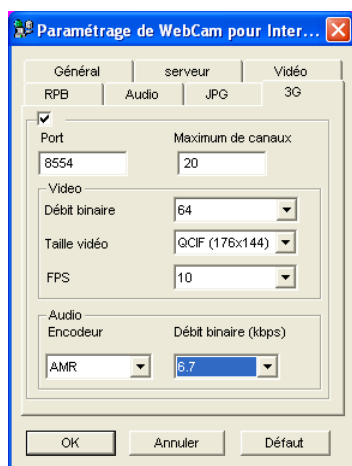 Paramétrage de WebCam pour Inter...
Général serveur Vidéo
RPB Audio JPG 3G
Port Maximum de canaux
8554 20
Video
Débit binaire 64
Taille vidéo QCIF (176x144)
FPS 10
Audio
Encodeur Débit binaire (kbps)
AMR 6.7
OK Annuler Défaut